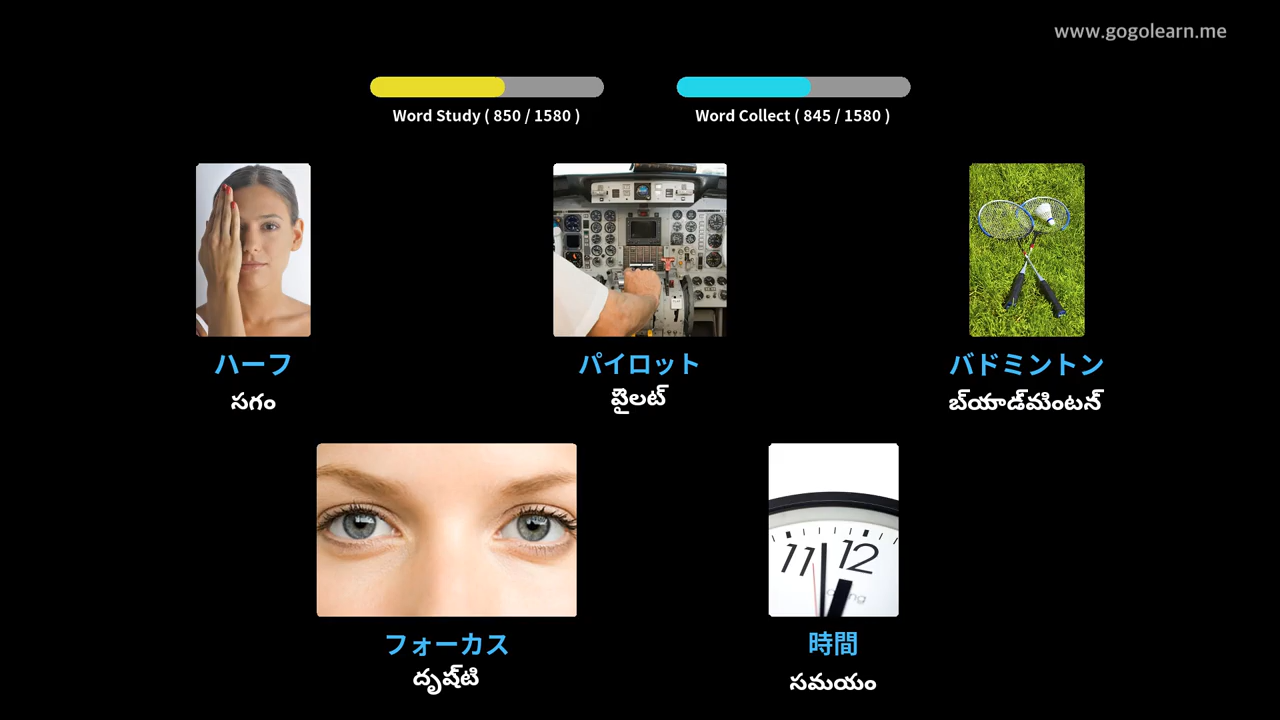 www.gogolearn.me
Word Study ( 850 / 1580 )
Word Collect ( 845 / 1580 )
ハーフ
సగం
パイロット
పైలట్
バドミントン
బ్యాడ్మింటన్
フォーカス
దృష్టి
時間
సమయం
11 12